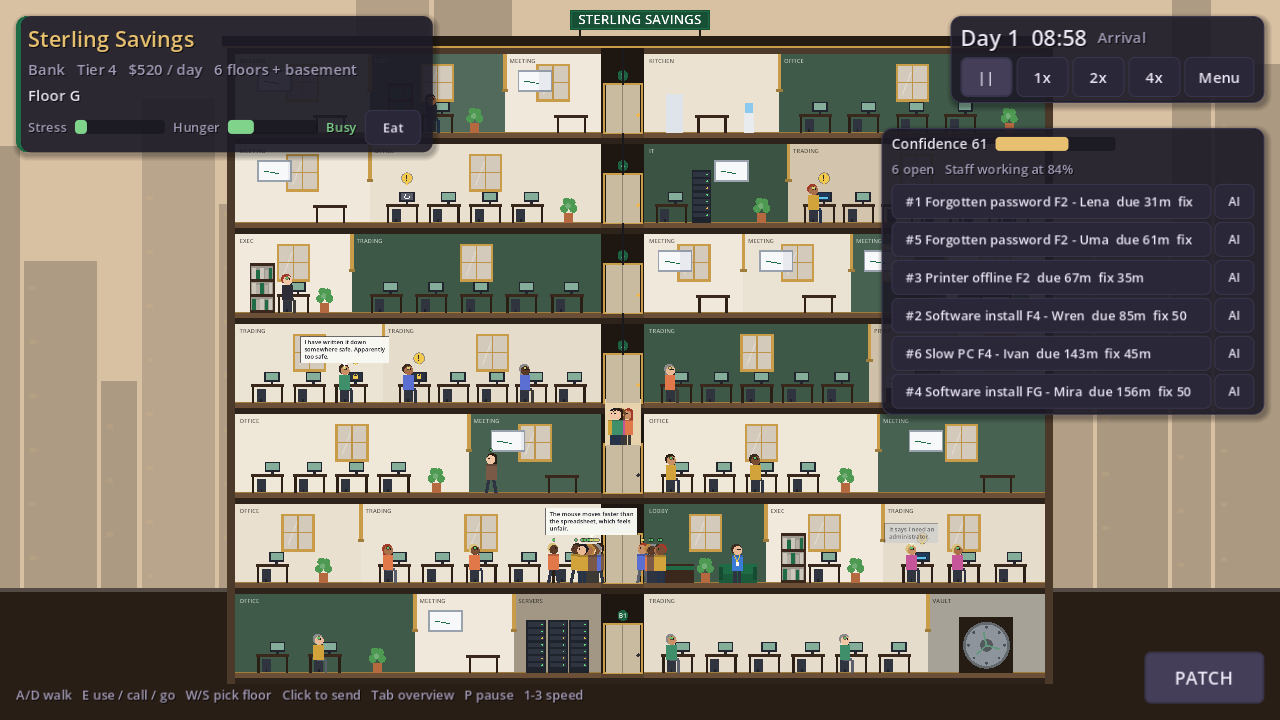 STERLING SAVINGS
Sterling Savings
Bank Tier 4 $520 / day 6 floors + basement
Floor G
Stress Hunger Busy Eat
Day 1 08:58 Arrival
|| 1x 2x 4x Menu
Confidence 61
6 open Staff working at 84%
#1 Forgotten password F2 - Lena due 31m fix AI
#5 Forgotten password F2 - Uma due 61m fix AI
#3 Printer offline F2 due 67m fix 35m AI
#2 Software install F4 - Wren due 85m fix 50 AI
#6 Slow PC F4 - Ivan due 143m fix 45m AI
#4 Software install FG - Mira due 156m fix 50 AI
MEETING KITCHEN OFFICE
IT TRADING
EXEC TRADING MEETING MEETING MEETING
TRADING TRADING TRADING
I have written it down
somewhere safe. Apparently
too safe.
OFFICE MEETING OFFICE MEETING
OFFICE TRADING LOBBY EXEC TRADING
The mouse moves faster than
the spreadsheet, which feels
unfair.
It says I need an
administrator.
OFFICE MEETING SERVERS B1 TRADING VAULT
A/D walk E use / call / go W/S pick floor Click to send Tab overview P pause 1-3 speed
PATCH